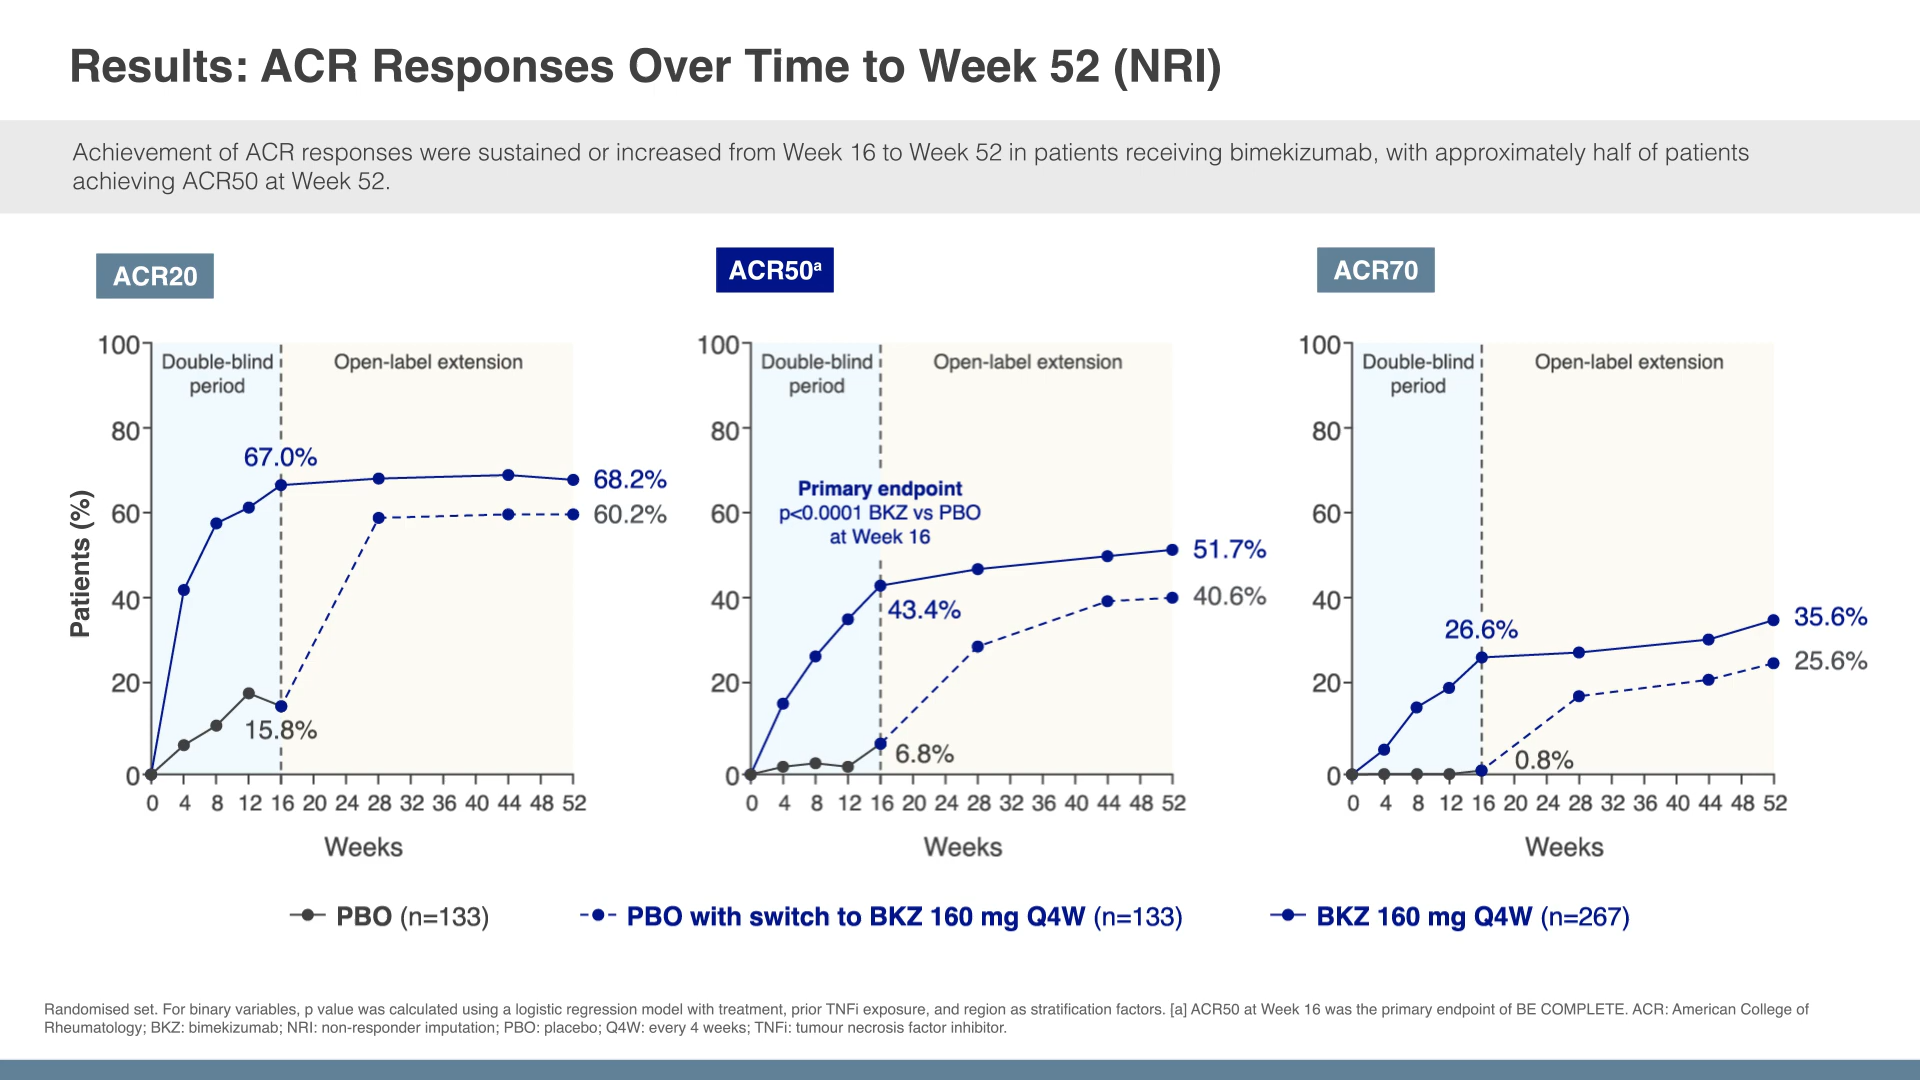 Results: ACR Responses Over Time to Week 52 (NRI)
Achievement of ACR responses were sustained or increased from Week 16 to Week 52 in patients receiving bimekizumab, with approximately half of patients
achieving ACR50 at Week 52.
ACR20
Patients (%)
100
80
60
40
20
0
Double-blind
period
Open-label extension
67.0%
68.2%
60.2%
15.8%
0 4 8 12 16 20 24 28 32 36 40 44 48 52
Weeks
ACR50ᵃ
100
80
60
40
20
0
Double-blind
period
Open-label extension
Primary endpoint
p<0.0001 BKZ vs PBO
at Week 16
51.7%
43.4%
40.6%
6.8%
0 4 8 12 16 20 24 28 32 36 40 44 48 52
Weeks
ACR70
100
80
60
40
20
0
Double-blind
period
Open-label extension
26.6%
35.6%
25.6%
0.8%
0 4 8 12 16 20 24 28 32 36 40 44 48 52
Weeks
PBO (n=133)
PBO with switch to BKZ 160 mg Q4W (n=133)
BKZ 160 mg Q4W (n=267)
Randomised set. For binary variables, p value was calculated using a logistic regression model with treatment, prior TNFi exposure, and region as stratification factors. [a] ACR50 at Week 16 was the primary endpoint of BE COMPLETE. ACR: American College of
Rheumatology; BKZ: bimekizumab; NRI: non-responder imputation; PBO: placebo; Q4W: every 4 weeks; TNFi: tumour necrosis factor inhibitor.